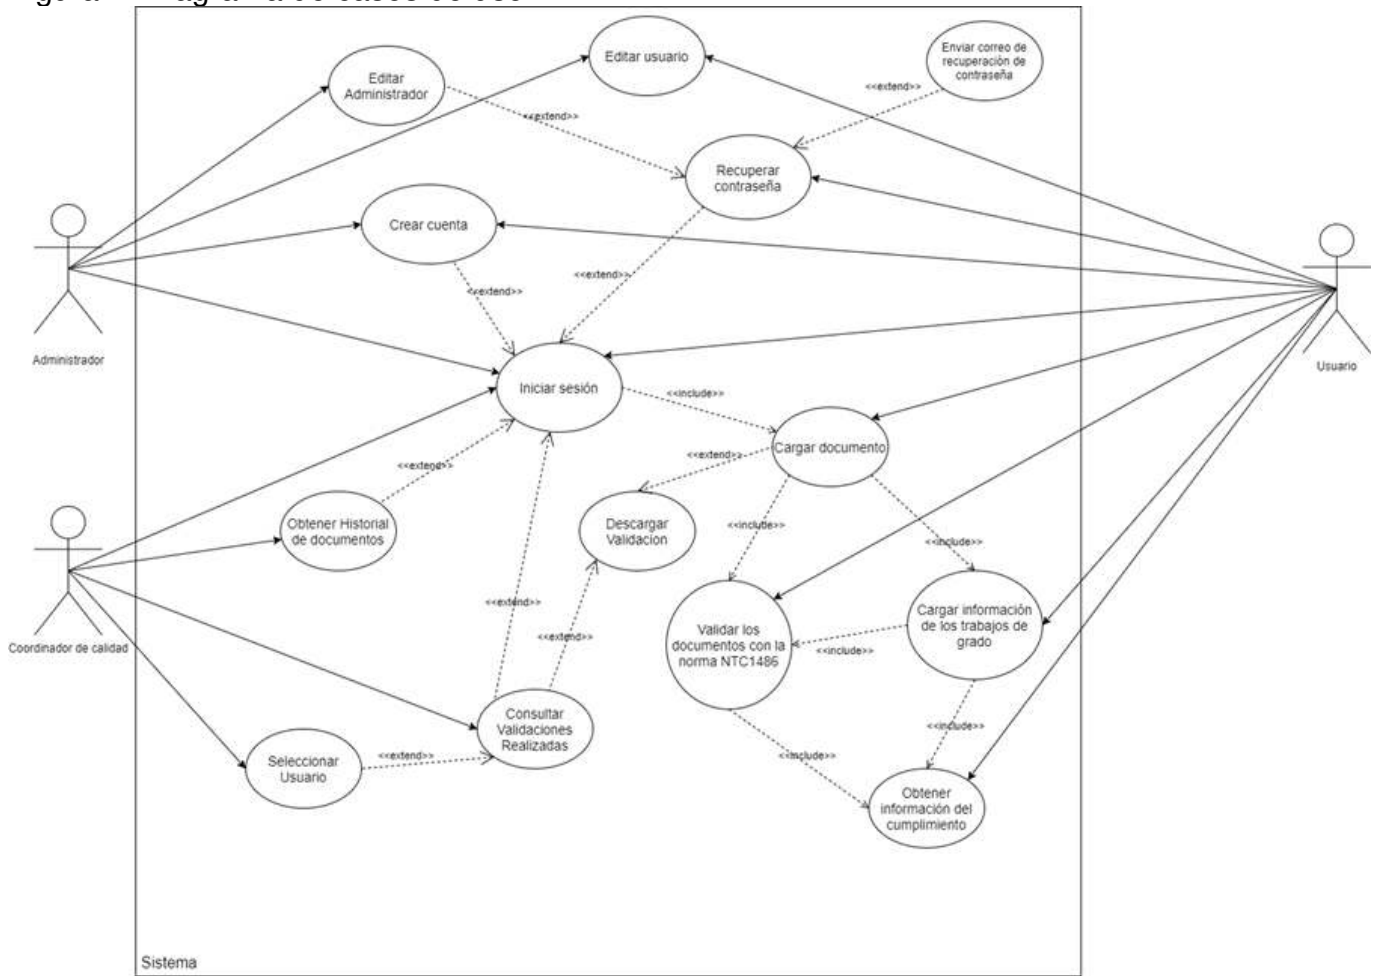 Editar usuario
Enviar correo de
recuperación de
contraseña
Editar
Administrador
<<extend>>
<<extend>>
Recuperar
contraseña
Crear cuenta
<<extend>>
<<extend>>
Administrador
Usuario
Iniciar sesión
<<include>>
Cargar documento
<<extend>>
<<extend>>
Obtener Historial
de documentos
Descargar
Validacion
<<include>>
<<include>>
<<extend>>
Cargar información
de los trabajos de
grado
Validar los
documentos con la
norma NTC1486
<<extend>>
<<include>>
Coordinador de calidad
Consultar
Validaciones
Realizadas
<<include>>
<<extend>>
<<include>>
Seleccionar
Usuario
Obtener
información del
cumplimiento
Sistema